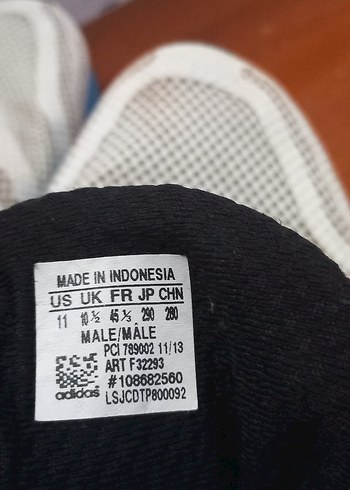 MADE IN INDONESIA
US UK FR JP CHN
11 10½ 45⅓ 290 280
MALE/MÂLE
PCI 789002 11/13
ART F32293
#108682560
adidas LSJCDTP800092